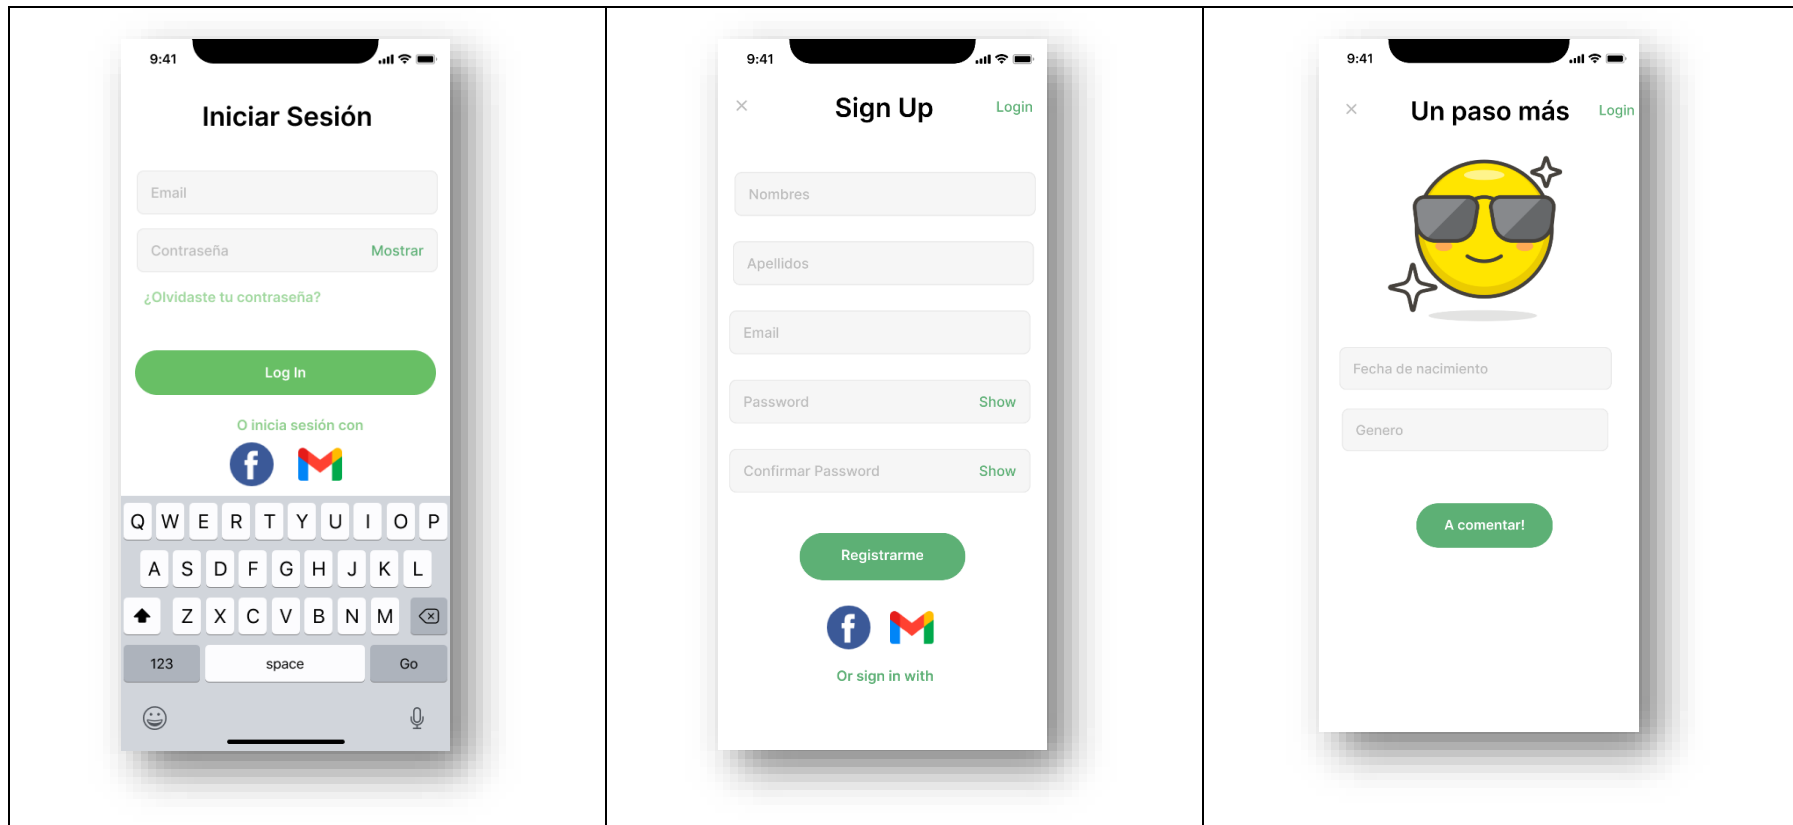 9:41
Iniciar Sesión
Email
Contraseña Mostrar
¿Olvidaste tu contraseña?
Log In
O inicia sesión con
f
Q W E R T Y U I O P
A S D F G H J K L
Z X C V B N M
123 space Go
9:41
Sign Up Login
Nombres
Apellidos
Email
Password Show
Confirmar Password Show
Registrarme
f
Or sign in with
9:41
Un paso más Login
Fecha de nacimiento
Genero
A comentar!